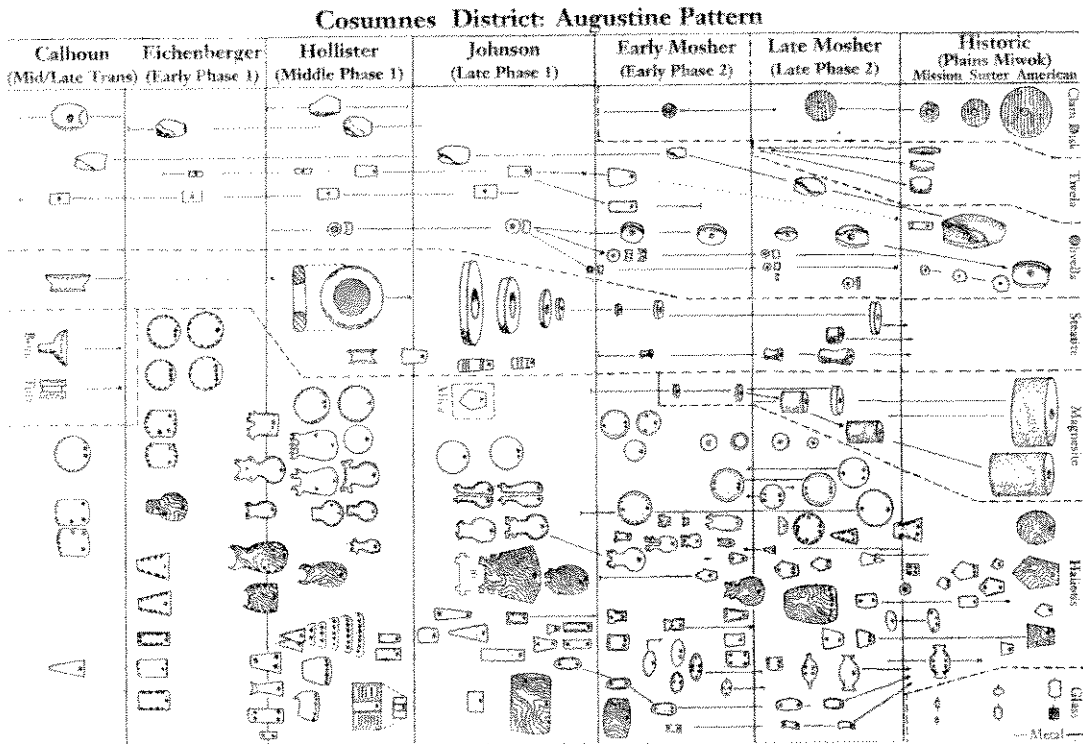 Cosumnes District: Augustine Pattern
Calhoun
(Mid/Late Trans)
Eichenberger
(Early Phase 1)
Hollister
(Middle Phase 1)
Johnson
(Late Phase 1)
Early Mosher
(Early Phase 2)
Late Mosher
(Late Phase 2)
Historic
(Plains Miwok)
Mission Sutter American
Clam Disk
Tivela
Olivella
Steatite
Magnesite
Haliotis
Glass
Metal